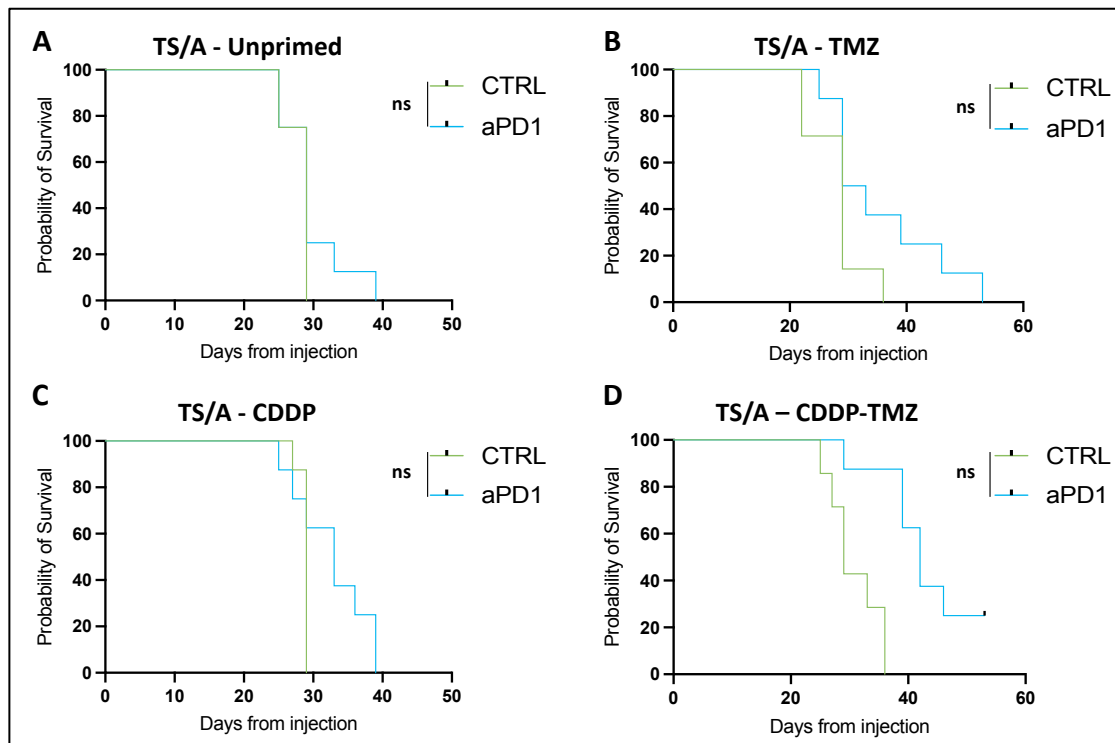 A
TS/A - Unprimed
100
80
60
40
20
0
0 10 20 30 40 50
Probability of Survival
Days from injection
ns
CTRL
aPD1
B
TS/A - TMZ
100
80
60
40
20
0
0 20 40 60
Probability of Survival
Days from injection
ns
CTRL
aPD1
C
TS/A - CDDP
100
80
60
40
20
0
0 10 20 30 40 50
Probability of Survival
Days from injection
ns
CTRL
aPD1
D
TS/A – CDDP-TMZ
100
80
60
40
20
0
0 20 40 60
Probability of Survival
Days from injection
ns
CTRL
aPD1